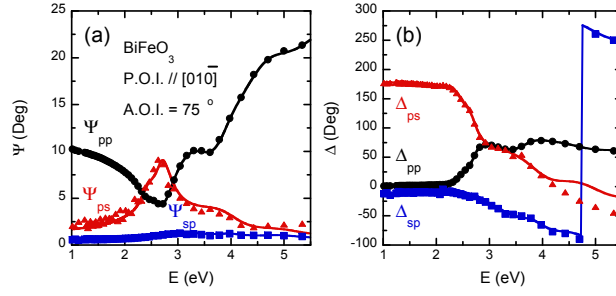 25
20
15
10
5
0
Ψ (Deg)
(a)
BiFeO3
P.O.I. // [010̅]
A.O.I. = 75 °
Ψpp
Ψps
Ψsp
1 2 3 4 5
E (eV)
300
250
200
150
100
50
0
-50
-100
Δ (Deg)
(b)
Δps
Δpp
Δsp
1 2 3 4 5
E (eV)